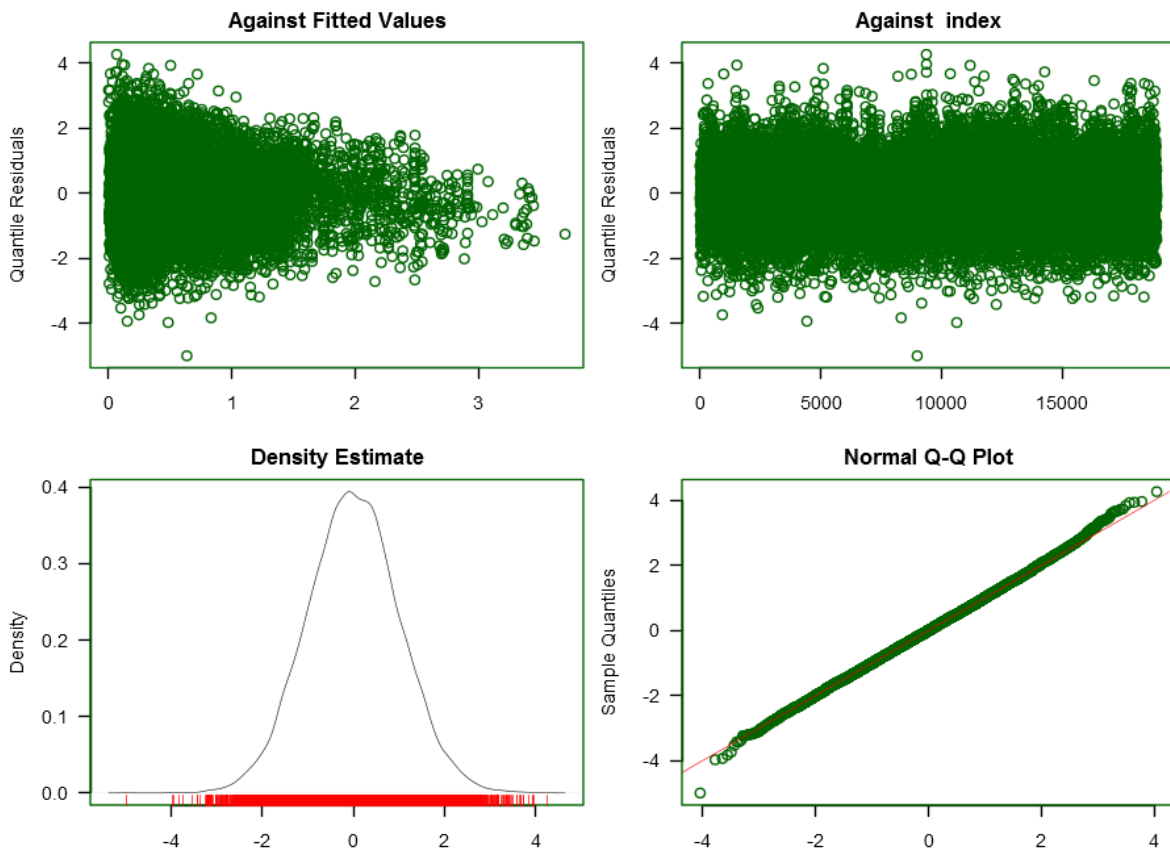 Against Fitted Values
Quantile Residuals
4
2
0
-2
-4
0 1 2 3
Against  index
Quantile Residuals
4
2
0
-2
-4
0 5000 10000 15000
Density Estimate
Density
0.4
0.3
0.2
0.1
0.0
-4 -2 0 2 4
Normal Q-Q Plot
Sample Quantiles
4
2
0
-2
-4
-4 -2 0 2 4